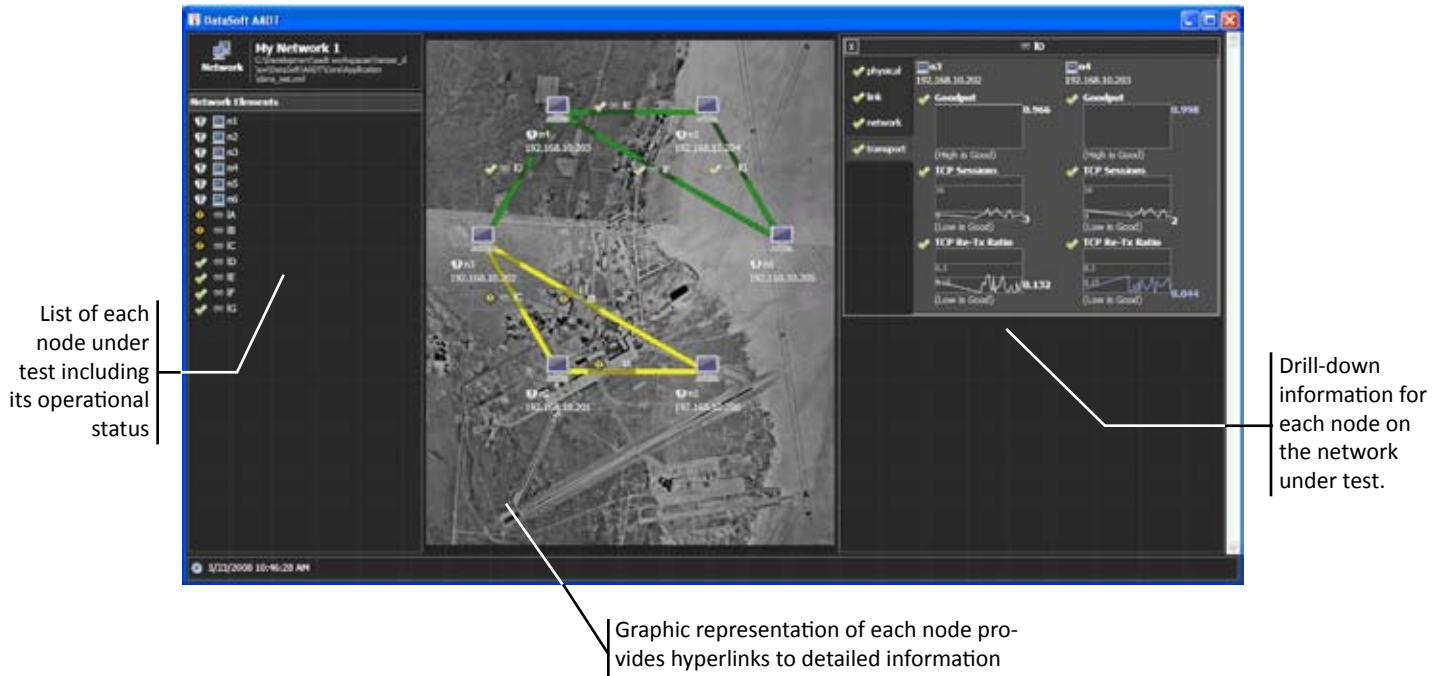 DataSoft AADT
My Network 1
Network
Network Elements
n1
n2
n3
n4
n5
n6
lA
lB
lC
lD
lE
lF
lG
n4
192.168.10.203
lE
192.168.10.204
lD
n3
192.168.10.202
192.168.10.205
192.168.10.201
lD
physical
link
network
transport
n3
192.168.10.202
Goodput
0.966
(High is Good)
TCP Sessions
3
(Low is Good)
TCP Re-Tx Ratio
0.132
(Low is Good)
n4
192.168.10.203
Goodput
0.998
(High is Good)
TCP Sessions
2
(Low is Good)
TCP Re-Tx Ratio
0.044
(Low is Good)
5/23/2008 10:46:28 AM
List of each
node under
test including
its operational
status
Drill-down
information for
each node on
the network
under test.
Graphic representation of each node pro-
vides hyperlinks to detailed information